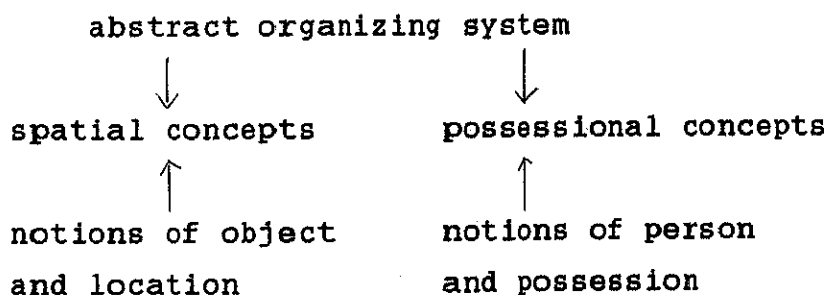 abstract organizing system
spatial concepts possessional concepts
notions of object notions of person
and location and possession